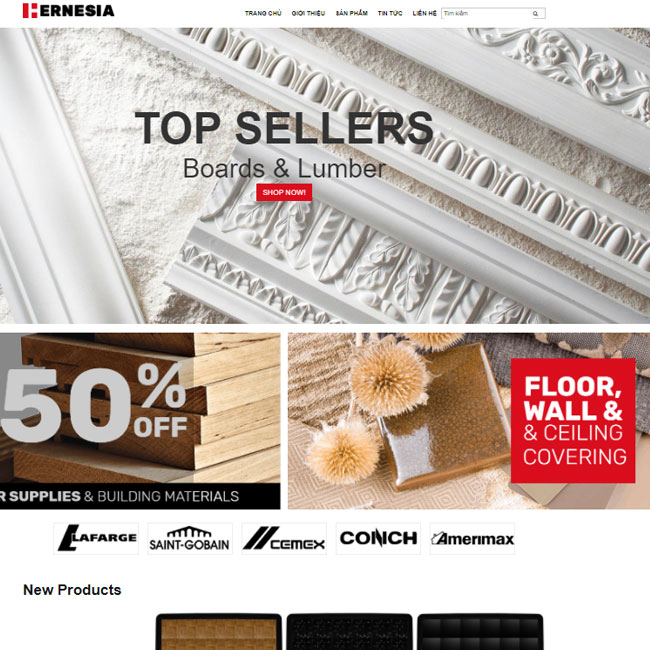 HERNESIA
TRANG CHỦ GIỚI THIỆU SẢN PHẨM TIN TỨC LIÊN HỆ Tìm kiếm
TOP SELLERS
Boards & Lumber
SHOP NOW!
50% OFF
R SUPPLIES & BUILDING MATERIALS
FLOOR,
WALL &
& CEILING
COVERING
LAFARGE SAINT-GOBAIN CEMEX CONCH Amerimax
New Products